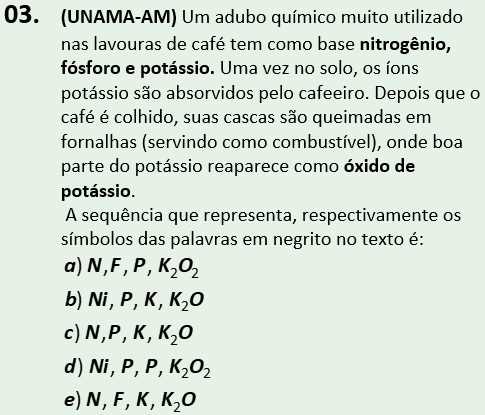 03. (UNAMA-AM) Um adubo químico muito utilizado
nas lavouras de café tem como base nitrogênio,
fósforo e potássio. Uma vez no solo, os íons
potássio são absorvidos pelo cafeeiro. Depois que o
café é colhido, suas cascas são queimadas em
fornalhas (servindo como combustível), onde boa
parte do potássio reaparece como óxido de
potássio.
A sequência que representa, respectivamente os
símbolos das palavras em negrito no texto é:
a) N,F, P, K₂O₂
b) Ni, P, K, K₂O
c) N,P, K, K₂O
d) Ni, P, P, K₂O₂
e) N, F, K, K₂O